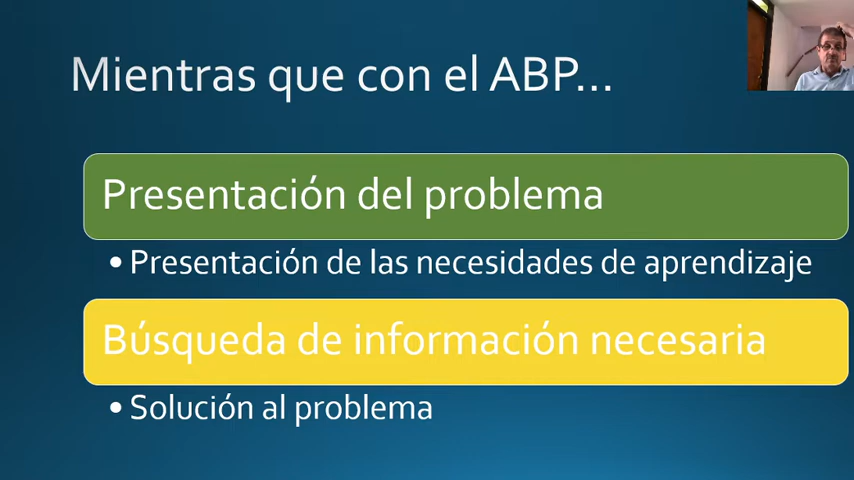 Mientras que con el ABP...
Presentación del problema
• Presentación de las necesidades de aprendizaje
Búsqueda de información necesaria
• Solución al problema